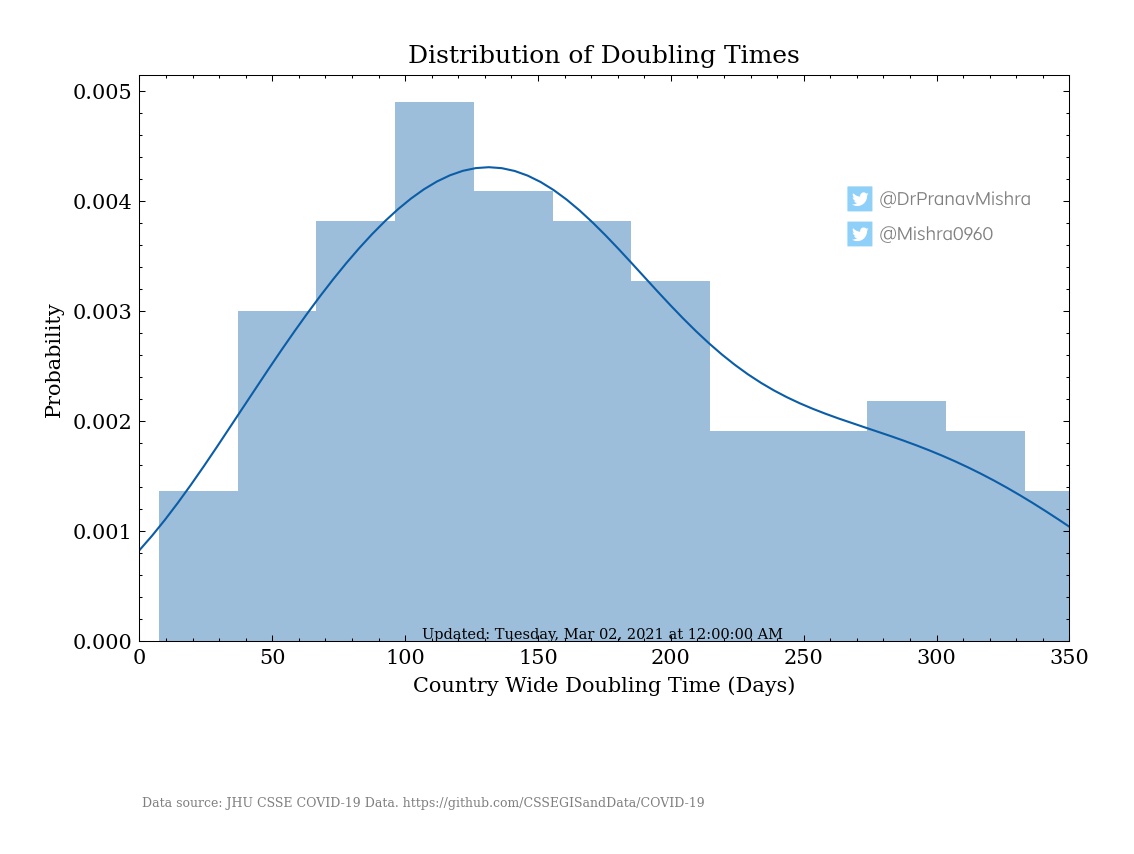 Distribution of Doubling Times
0.005
0.004
0.003
0.002
0.001
0.000
Probability
@DrPranavMishra
@Mishra0960
Updated: Tuesday, Mar 02, 2021 at 12:00:00 AM
0 50 100 150 200 250 300 350
Country Wide Doubling Time (Days)
Data source: JHU CSSE COVID-19 Data. https://github.com/CSSEGISandData/COVID-19